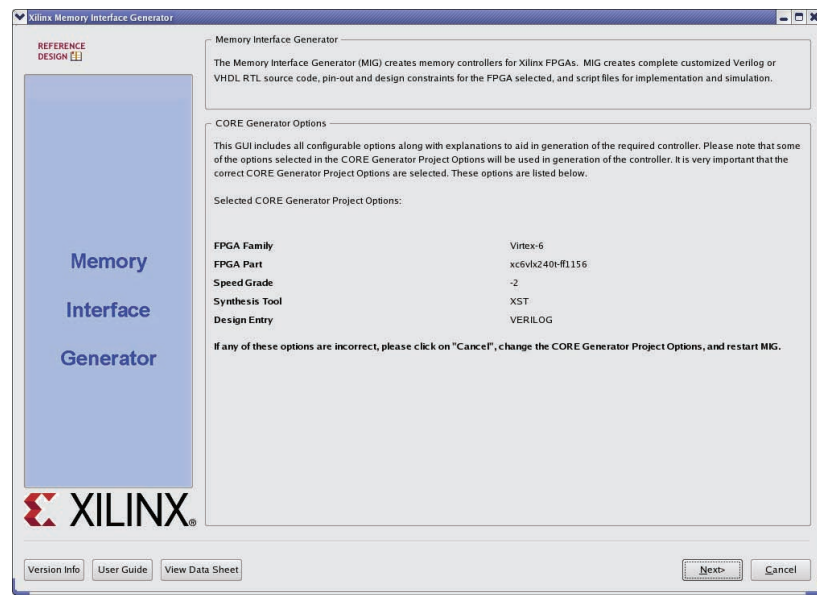 Xilinx Memory Interface Generator
REFERENCE
DESIGN
Memory
Interface
Generator
XILINX®
Memory Interface Generator
The Memory Interface Generator (MIG) creates memory controllers for Xilinx FPGAs. MIG creates complete customized Verilog or
VHDL RTL source code, pin-out and design constraints for the FPGA selected, and script files for implementation and simulation.
CORE Generator Options
This GUI includes all configurable options along with explanations to aid in generation of the required controller. Please note that some
of the options selected in the CORE Generator Project Options will be used in generation of the controller. It is very important that the
correct CORE Generator Project Options are selected. These options are listed below.
Selected CORE Generator Project Options:
FPGA Family Virtex-6
FPGA Part xc6vlx240t-ff1156
Speed Grade -2
Synthesis Tool XST
Design Entry VERILOG
If any of these options are incorrect, please click on "Cancel", change the CORE Generator Project Options, and restart MIG.
Version Info User Guide View Data Sheet Next> Cancel